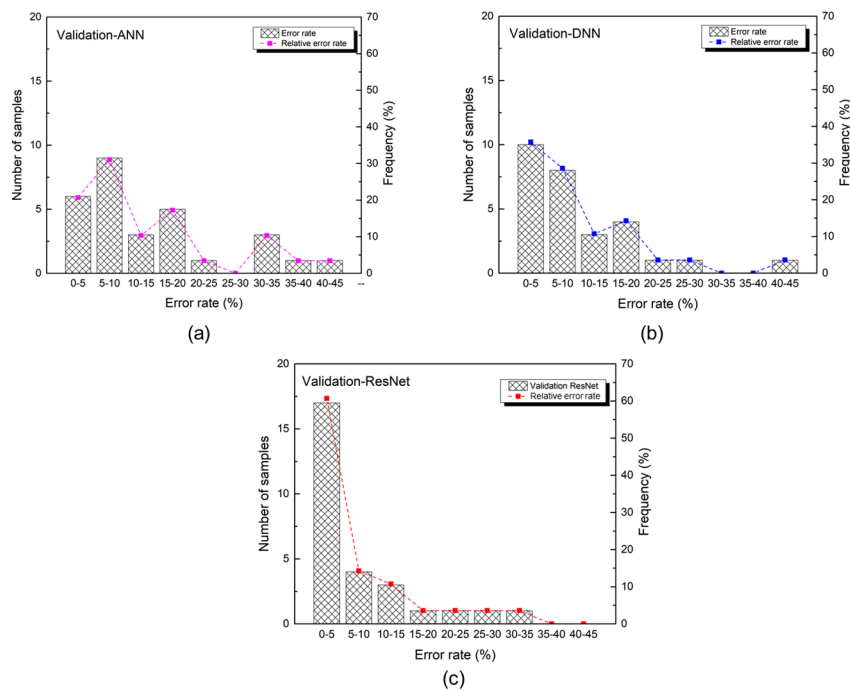 Validation-ANN
Error rate
Relative error rate
20
15
10
5
0
Number of samples
70
60
50
40
30
20
10
0
Frequency (%)
0-5 5-10 10-15 15-20 20-25 25-30 30-35 35-40 40-45 --
Error rate (%)
(a)
Validation-DNN
Error rate
Relative error rate
20
15
10
5
0
Number of samples
70
60
50
40
30
20
10
0
Frequency (%)
0-5 5-10 10-15 15-20 20-25 25-30 30-35 35-40 40-45
Error rate (%)
(b)
Validation-ResNet
Validation ResNet
Relative error rate
20
15
10
5
0
Number of samples
70
60
50
40
30
20
10
0
Frequency (%)
0-5 5-10 10-15 15-20 20-25 25-30 30-35 35-40 40-45
Error rate (%)
(c)